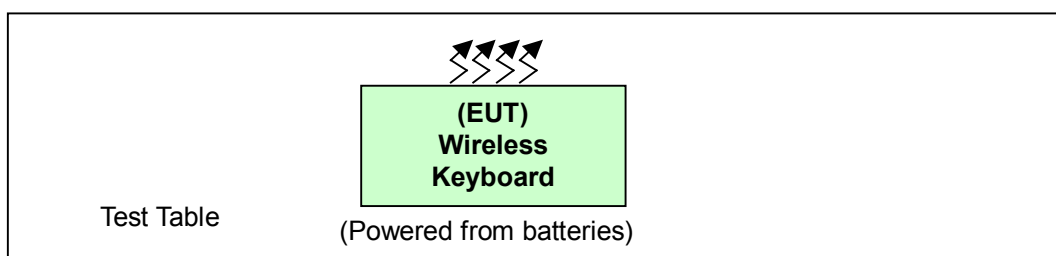 (EUT)
Wireless
Keyboard
Test Table
(Powered from batteries)